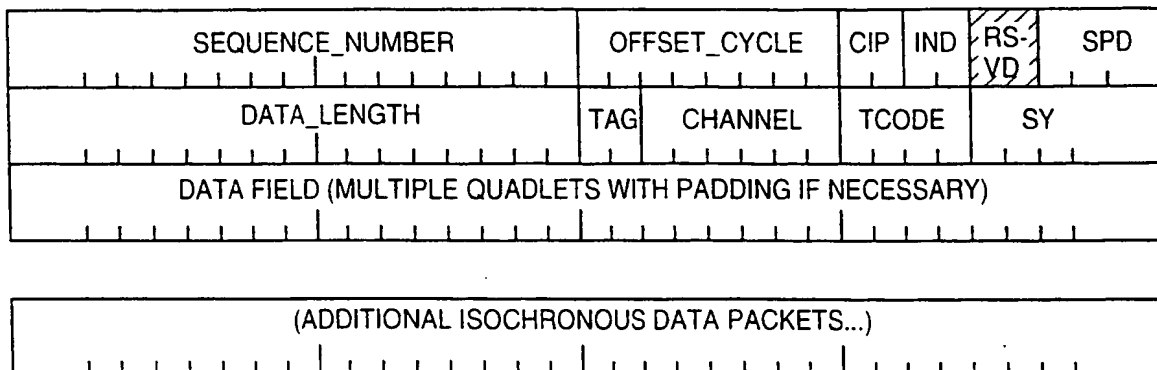 SEQUENCE_NUMBER OFFSET_CYCLE CIP IND RS-
VD SPD
DATA_LENGTH TAG CHANNEL TCODE SY
DATA FIELD (MULTIPLE QUADLETS WITH PADDING IF NECESSARY)
(ADDITIONAL ISOCHRONOUS DATA PACKETS...)